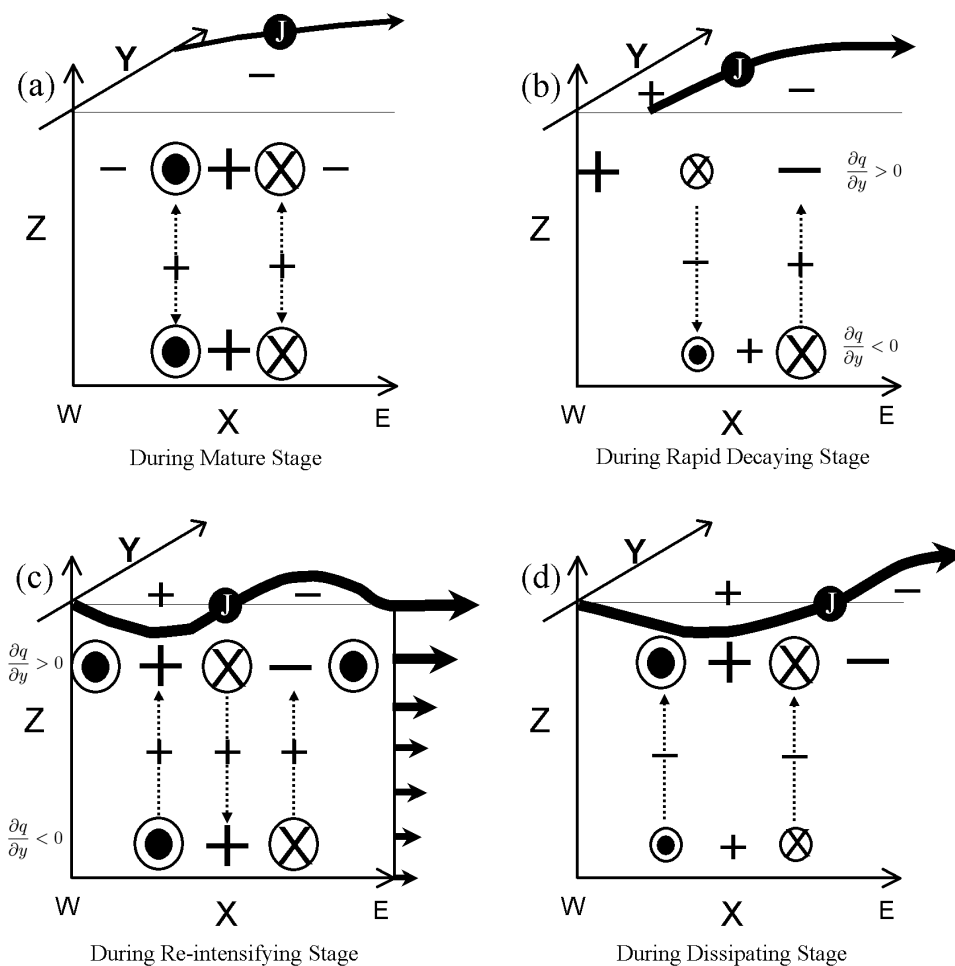 (a)
Y
J
−
Z
− + X −
+ +
+ X
W X E
During Mature Stage
(b)
Y
J
+ −
Z
+ X − ∂q/∂y > 0
− +
+ X ∂q/∂y < 0
W X E
During Rapid Decaying Stage
(c)
Y
J
+ −
∂q/∂y > 0 + X −
Z
+ + +
∂q/∂y < 0 + X
W X E
During Re-intensifying Stage
(d)
Y
J
+ −
Z
+ X −
− −
+ X
W X E
During Dissipating Stage